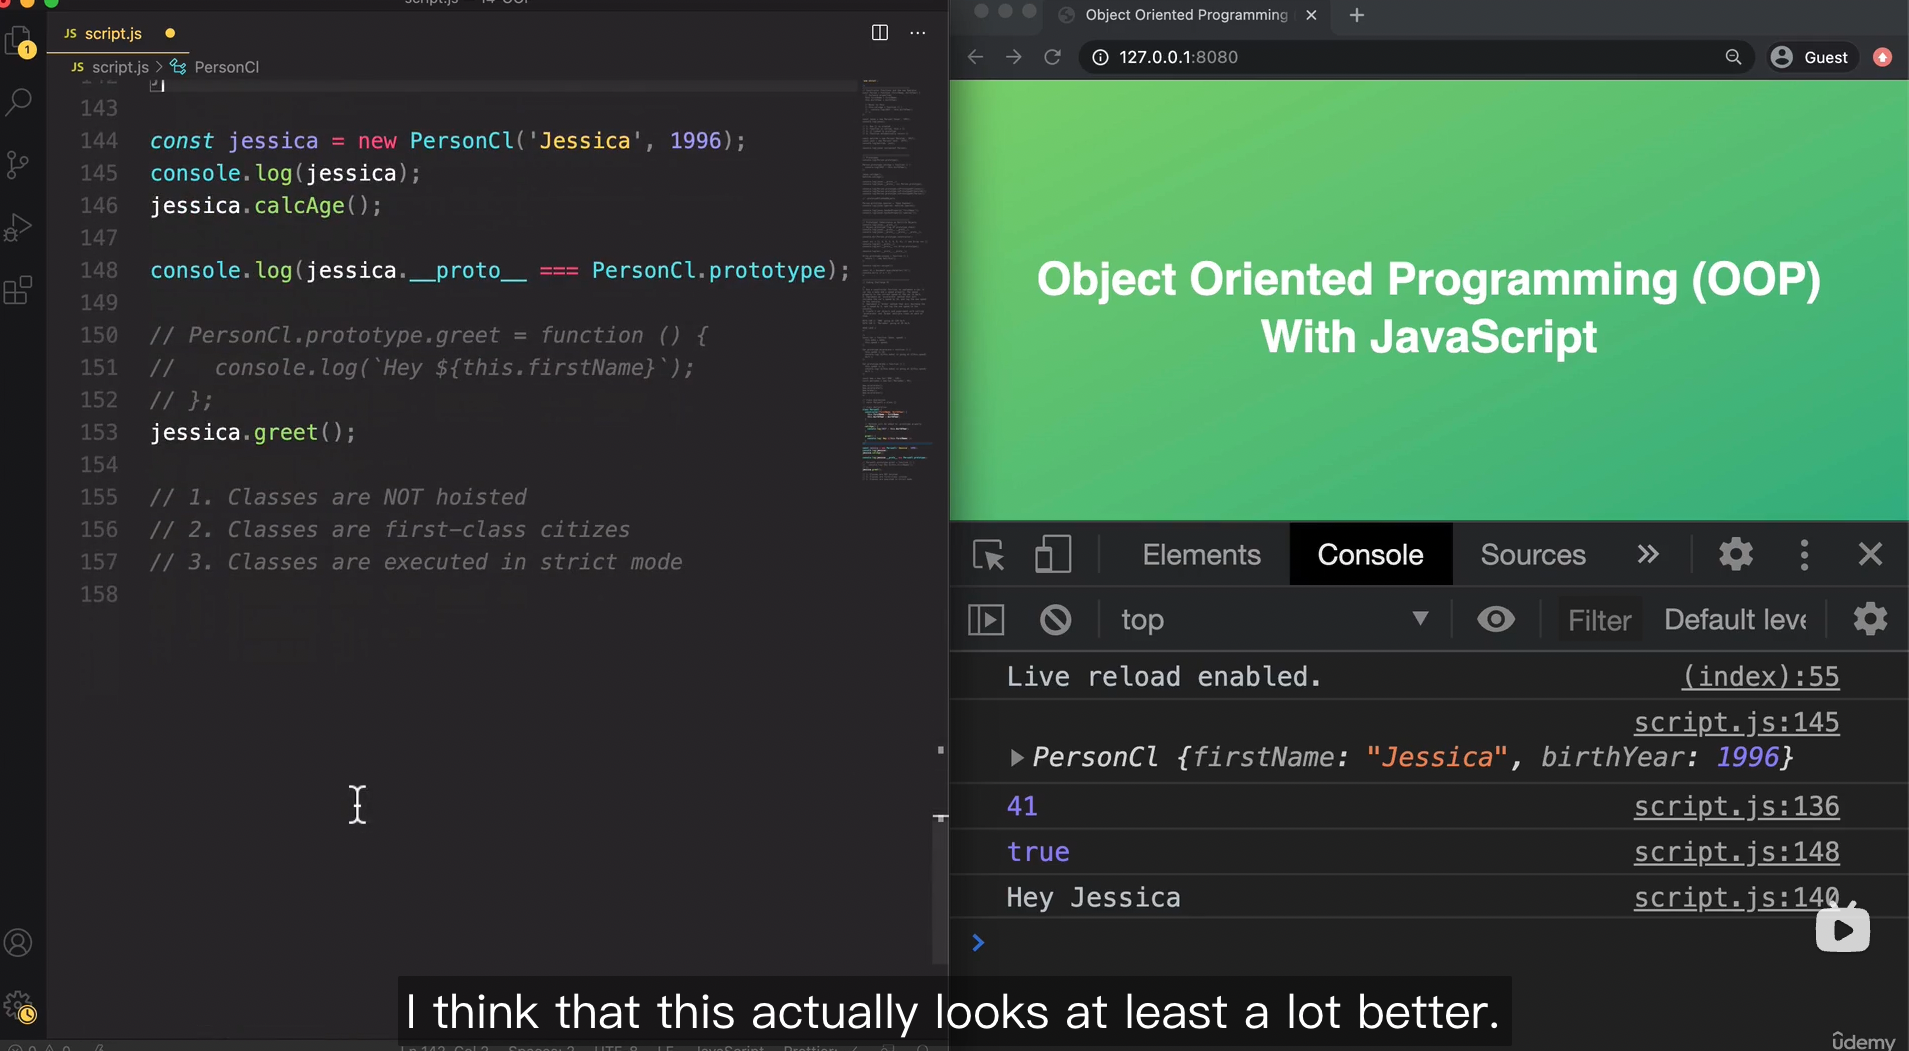 JS script.js
JS script.js > PersonCl
143
144 const jessica = new PersonCl('Jessica', 1996);
145 console.log(jessica);
146 jessica.calcAge();
147
148 console.log(jessica.__proto__ === PersonCl.prototype);
149
150 // PersonCl.prototype.greet = function () {
151 //   console.log(`Hey ${this.firstName}`);
152 // };
153 jessica.greet();
154
155 // 1. Classes are NOT hoisted
156 // 2. Classes are first-class citizes
157 // 3. Classes are executed in strict mode
158
1
Object Oriented Programming
127.0.0.1:8080
Guest
Object Oriented Programming (OOP)
With JavaScript
Elements Console Sources
top Filter Default leve
Live reload enabled. (index):55
script.js:145
PersonCl {firstName: "Jessica", birthYear: 1996}
41 script.js:136
true script.js:148
Hey Jessica script.js:140
I think that this actually looks at least a lot better.
ûdemy